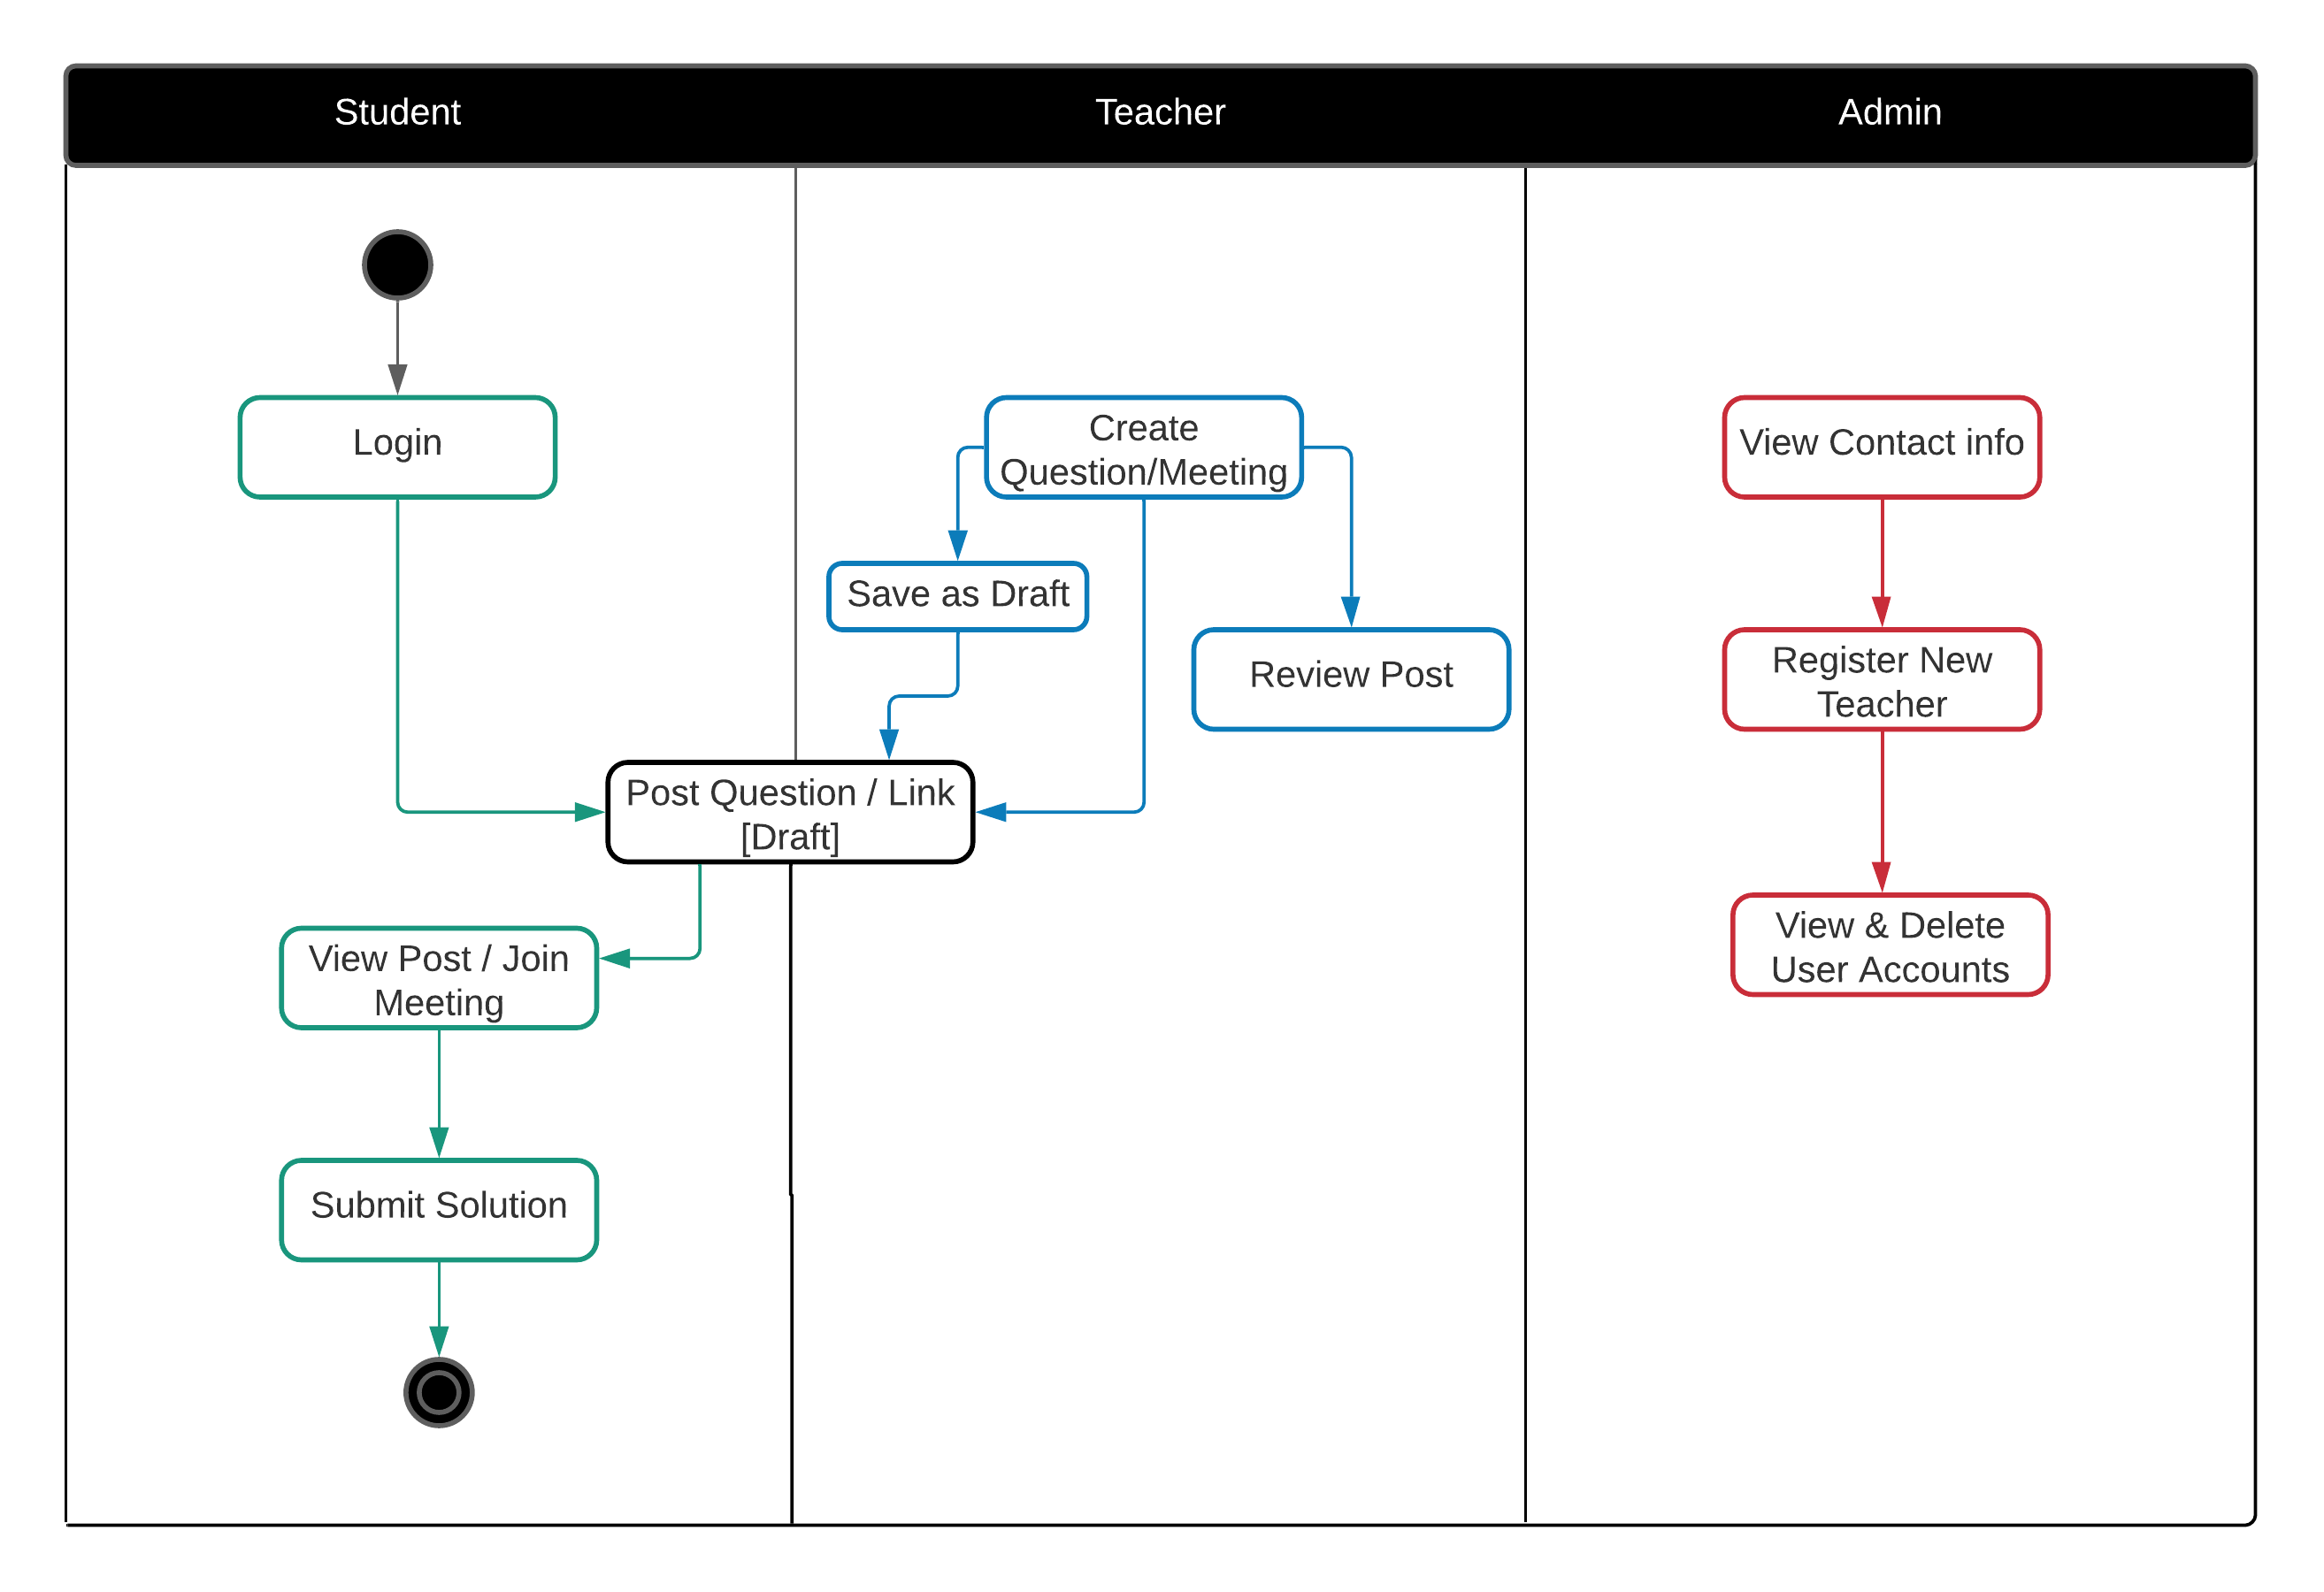 Student
Teacher
Admin
Login
Create
Question/Meeting
View Contact info
Save as Draft
Review Post
Register New
Teacher
Post Question / Link
[Draft]
View Post / Join
Meeting
View & Delete
User Accounts
Submit Solution